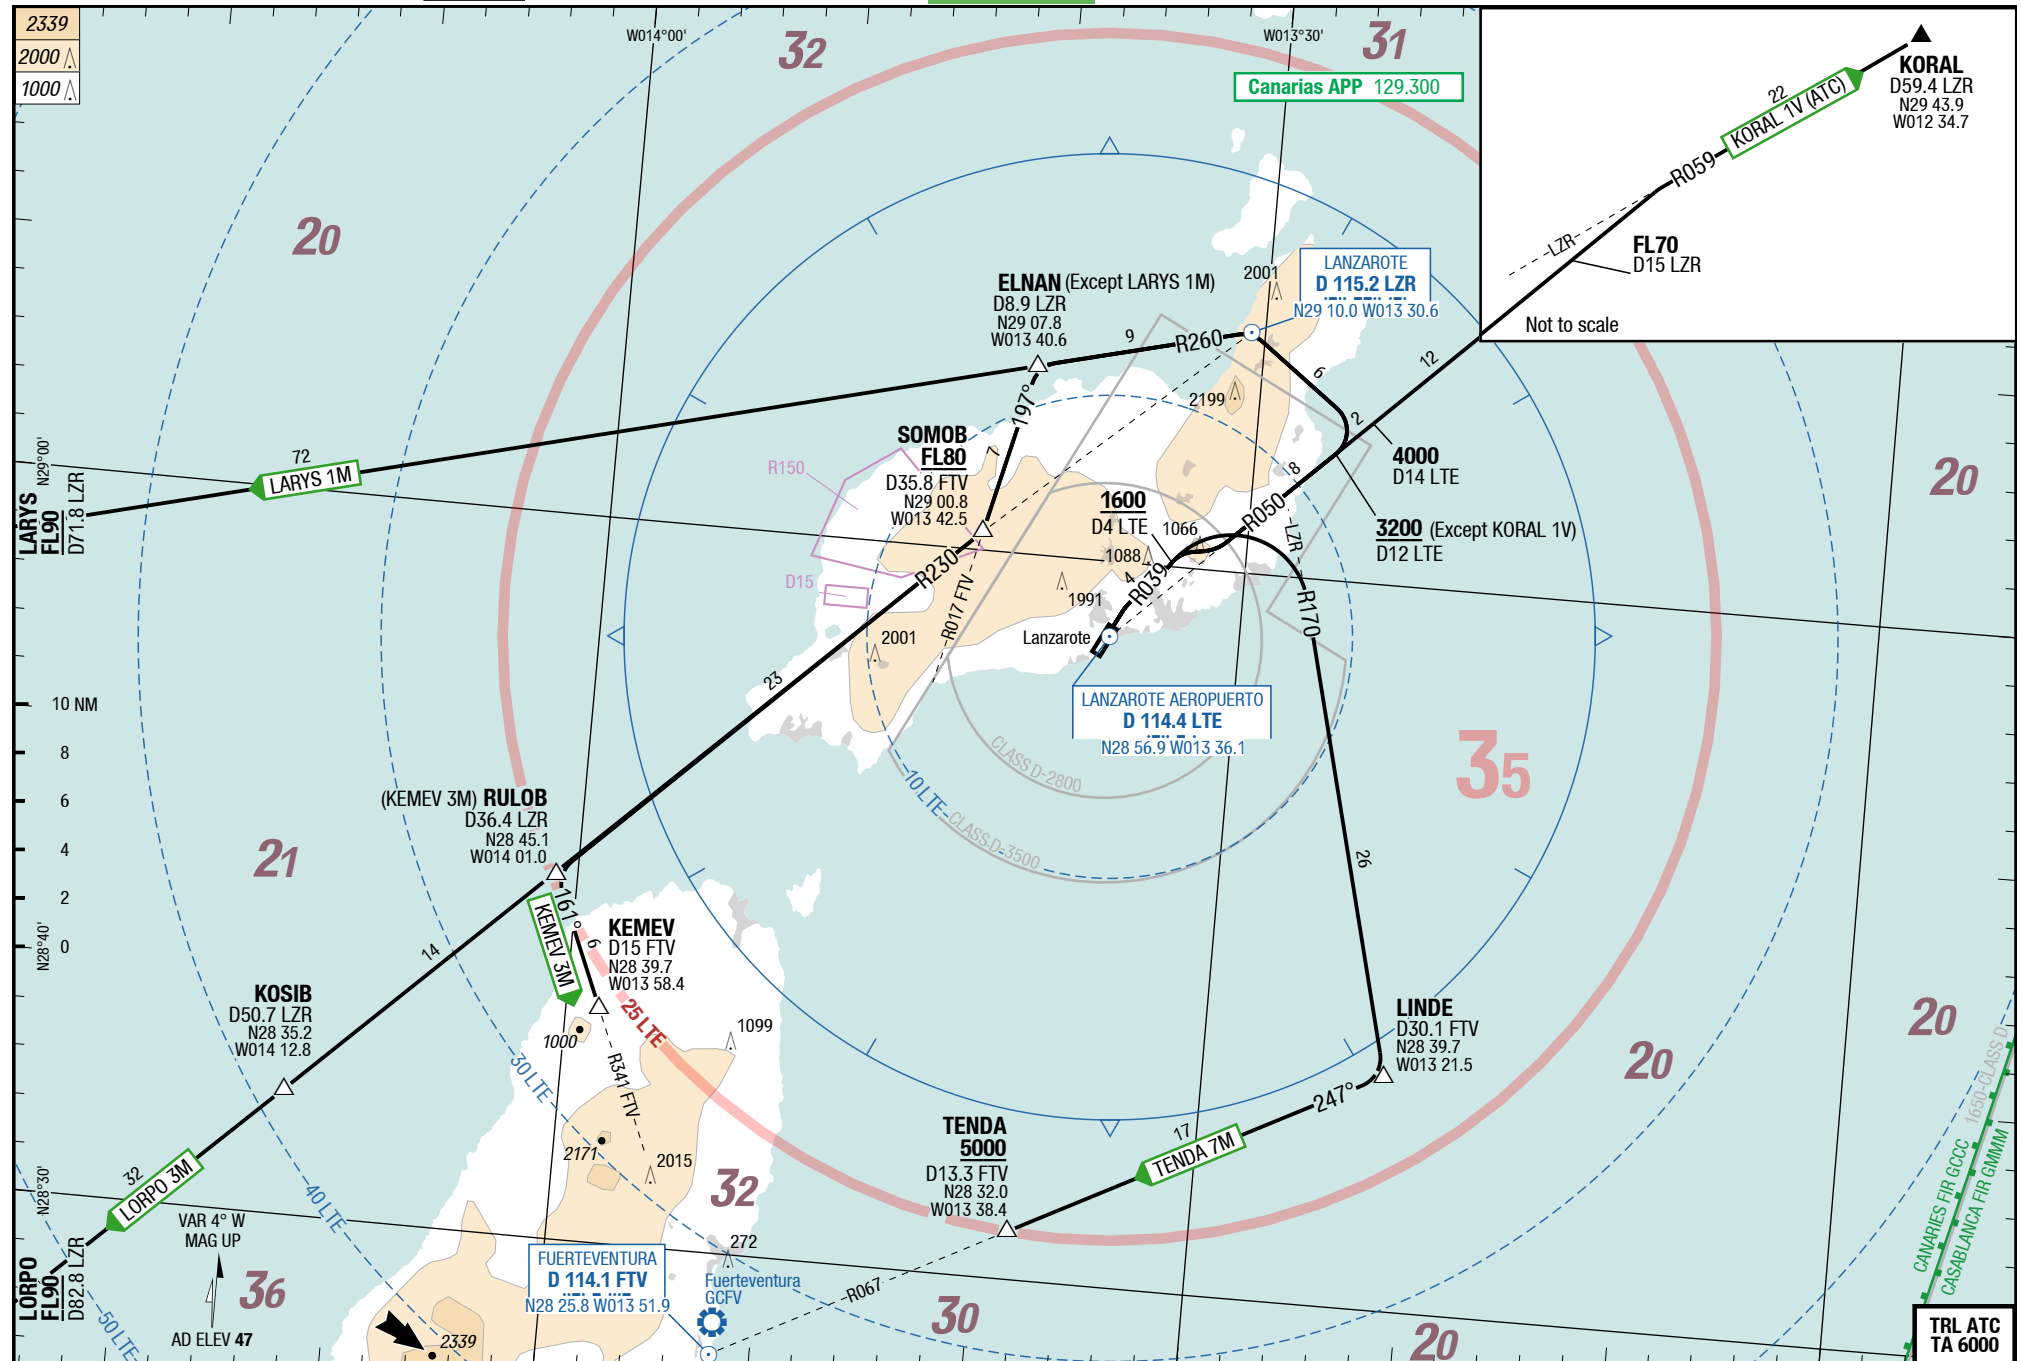 2339
2000
1000
W014°00'
W013°30'
32
31
Canarias APP 129.300
KORAL
D59.4 LZR
N29 43.9
W012 34.7
22
KORAL 1V (ATC)
R059
LZR
FL70
D15 LZR
Not to scale
20
ELNAN (Except LARYS 1M)
D8.9 LZR
N29 07.8
W013 40.6
2001
LANZAROTE
D 115.2 LZR
N29 10.0 W013 30.6
9
R260
6
12
2199
197°
2
7
SOMOB
FL80
D35.8 FTV
N29 00.8
W013 42.5
R150
72
LARYS 1M
N29°00'
LARYS
FL90
D71.8 LZR
4000
D14 LTE
20
8
R050
1600
D4 LTE
1066
LZR
3200 (Except KORAL 1V)
D12 LTE
1088
4
R039
1991
R230
D15
R017 FTV
R170
Lanzarote
2001
23
LANZAROTE AEROPUERTO
D 114.4 LTE
N28 56.9 W013 36.1
10 NM
8
6
4
2
0
N28°40'
CLASS D-2800
10 LTE
CLASS D-3500
35
(KEMEV 3M) RULOB
D36.4 LZR
N28 45.1
W014 01.0
21
26
161°
KEMEV 3M
6
KEMEV
D15 FTV
N28 39.7
W013 58.4
14
KOSIB
D50.7 LZR
N28 35.2
W014 12.8
25 LTE
1000
1099
30 LTE
R341 FTV
LINDE
D30.1 FTV
N28 39.7
W013 21.5
20
20
247°
1650-CLASS D
TENDA
5000
D13.3 FTV
N28 32.0
W013 38.4
17
TENDA 7M
2171
2015
32
32
LORPO 3M
N28°30'
40 LTE
VAR 4° W
MAG UP
LORPO
FL90
D82.8 LZR
36
50 LTE
AD ELEV 47
272
FUERTEVENTURA
D 114.1 FTV
N28 25.8 W013 51.9
Fuerteventura
GCFV
R067
30
2339
20
CANARIES FIR GCCC
CASABLANCA FIR GMMM
TRL ATC
TA 6000